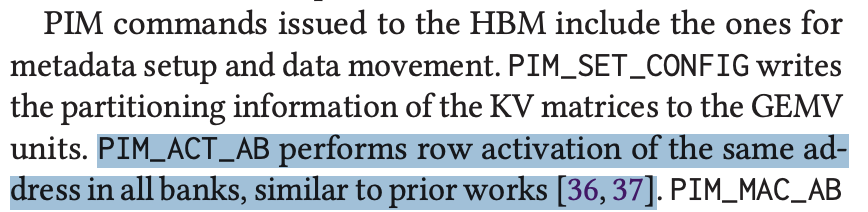 PIM commands issued to the HBM include the ones for
metadata setup and data movement. PIM_SET_CONFIG writes
the partitioning information of the KV matrices to the GEMV
units. PIM_ACT_AB performs row activation of the same ad-
dress in all banks, similar to prior works [36, 37]. PIM_MAC_AB